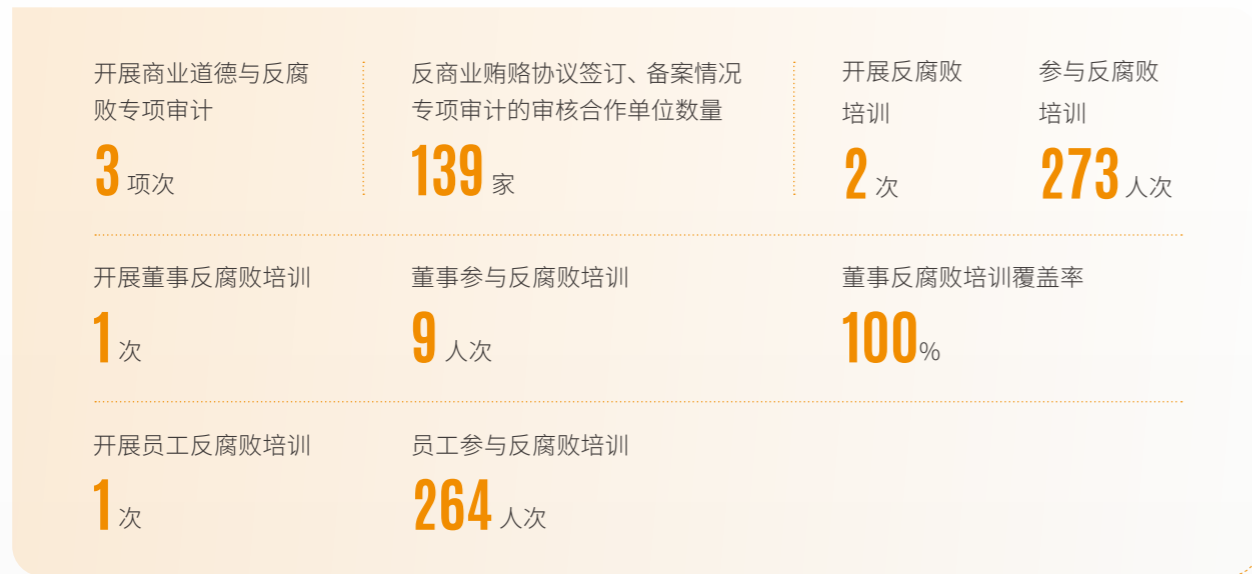 开展商业道德与反腐
败专项审计
3 项次
反商业贿赂协议签订、备案情况
专项审计的审核合作单位数量
139 家
开展反腐败
培训
2 次
参与反腐败
培训
273 人次
开展董事反腐败培训
1 次
董事参与反腐败培训
9 人次
董事反腐败培训覆盖率
100%
开展员工反腐败培训
1 次
员工参与反腐败培训
264 人次